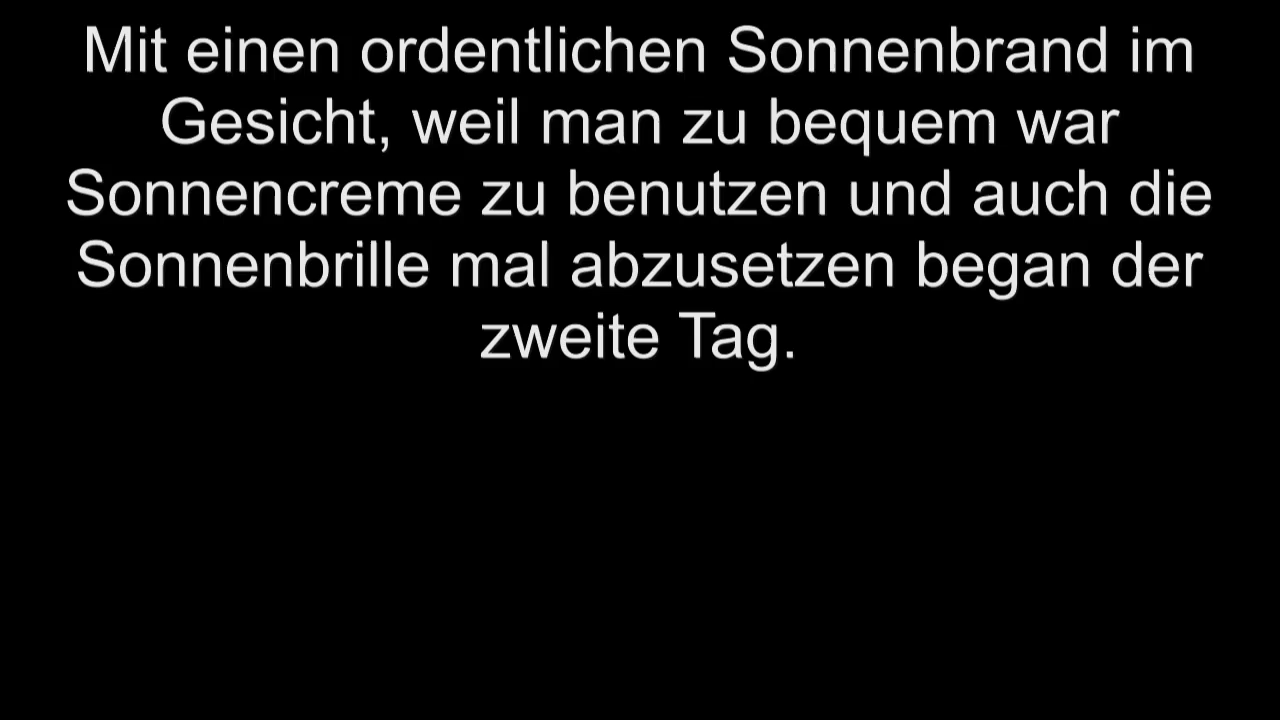 Mit einen ordentlichen Sonnenbrand im
Gesicht, weil man zu bequem war
Sonnencreme zu benutzen und auch die
Sonnenbrille mal abzusetzen began der
zweite Tag.